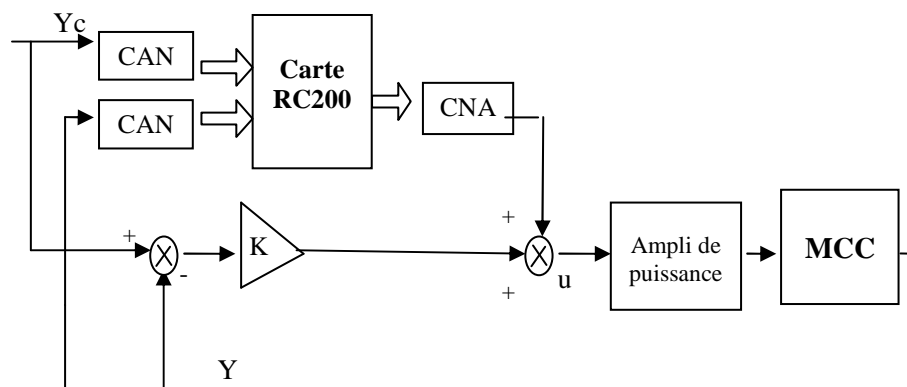 Yc
CAN
Carte
RC200
CAN
CNA
+
+
K
-
+
u
Ampli de
puissance
MCC
Y